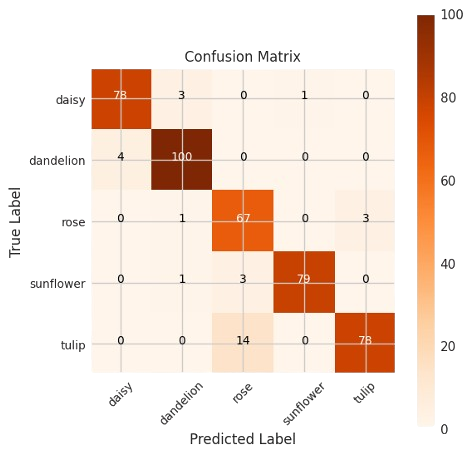 Confusion Matrix
True Label
daisy 78 3 0 1 0
dandelion 4 100 0 0 0
rose 0 1 67 0 3
sunflower 0 1 3 79 0
tulip 0 0 14 0 78
daisy dandelion rose sunflower tulip
Predicted Label
100
80
60
40
20
0